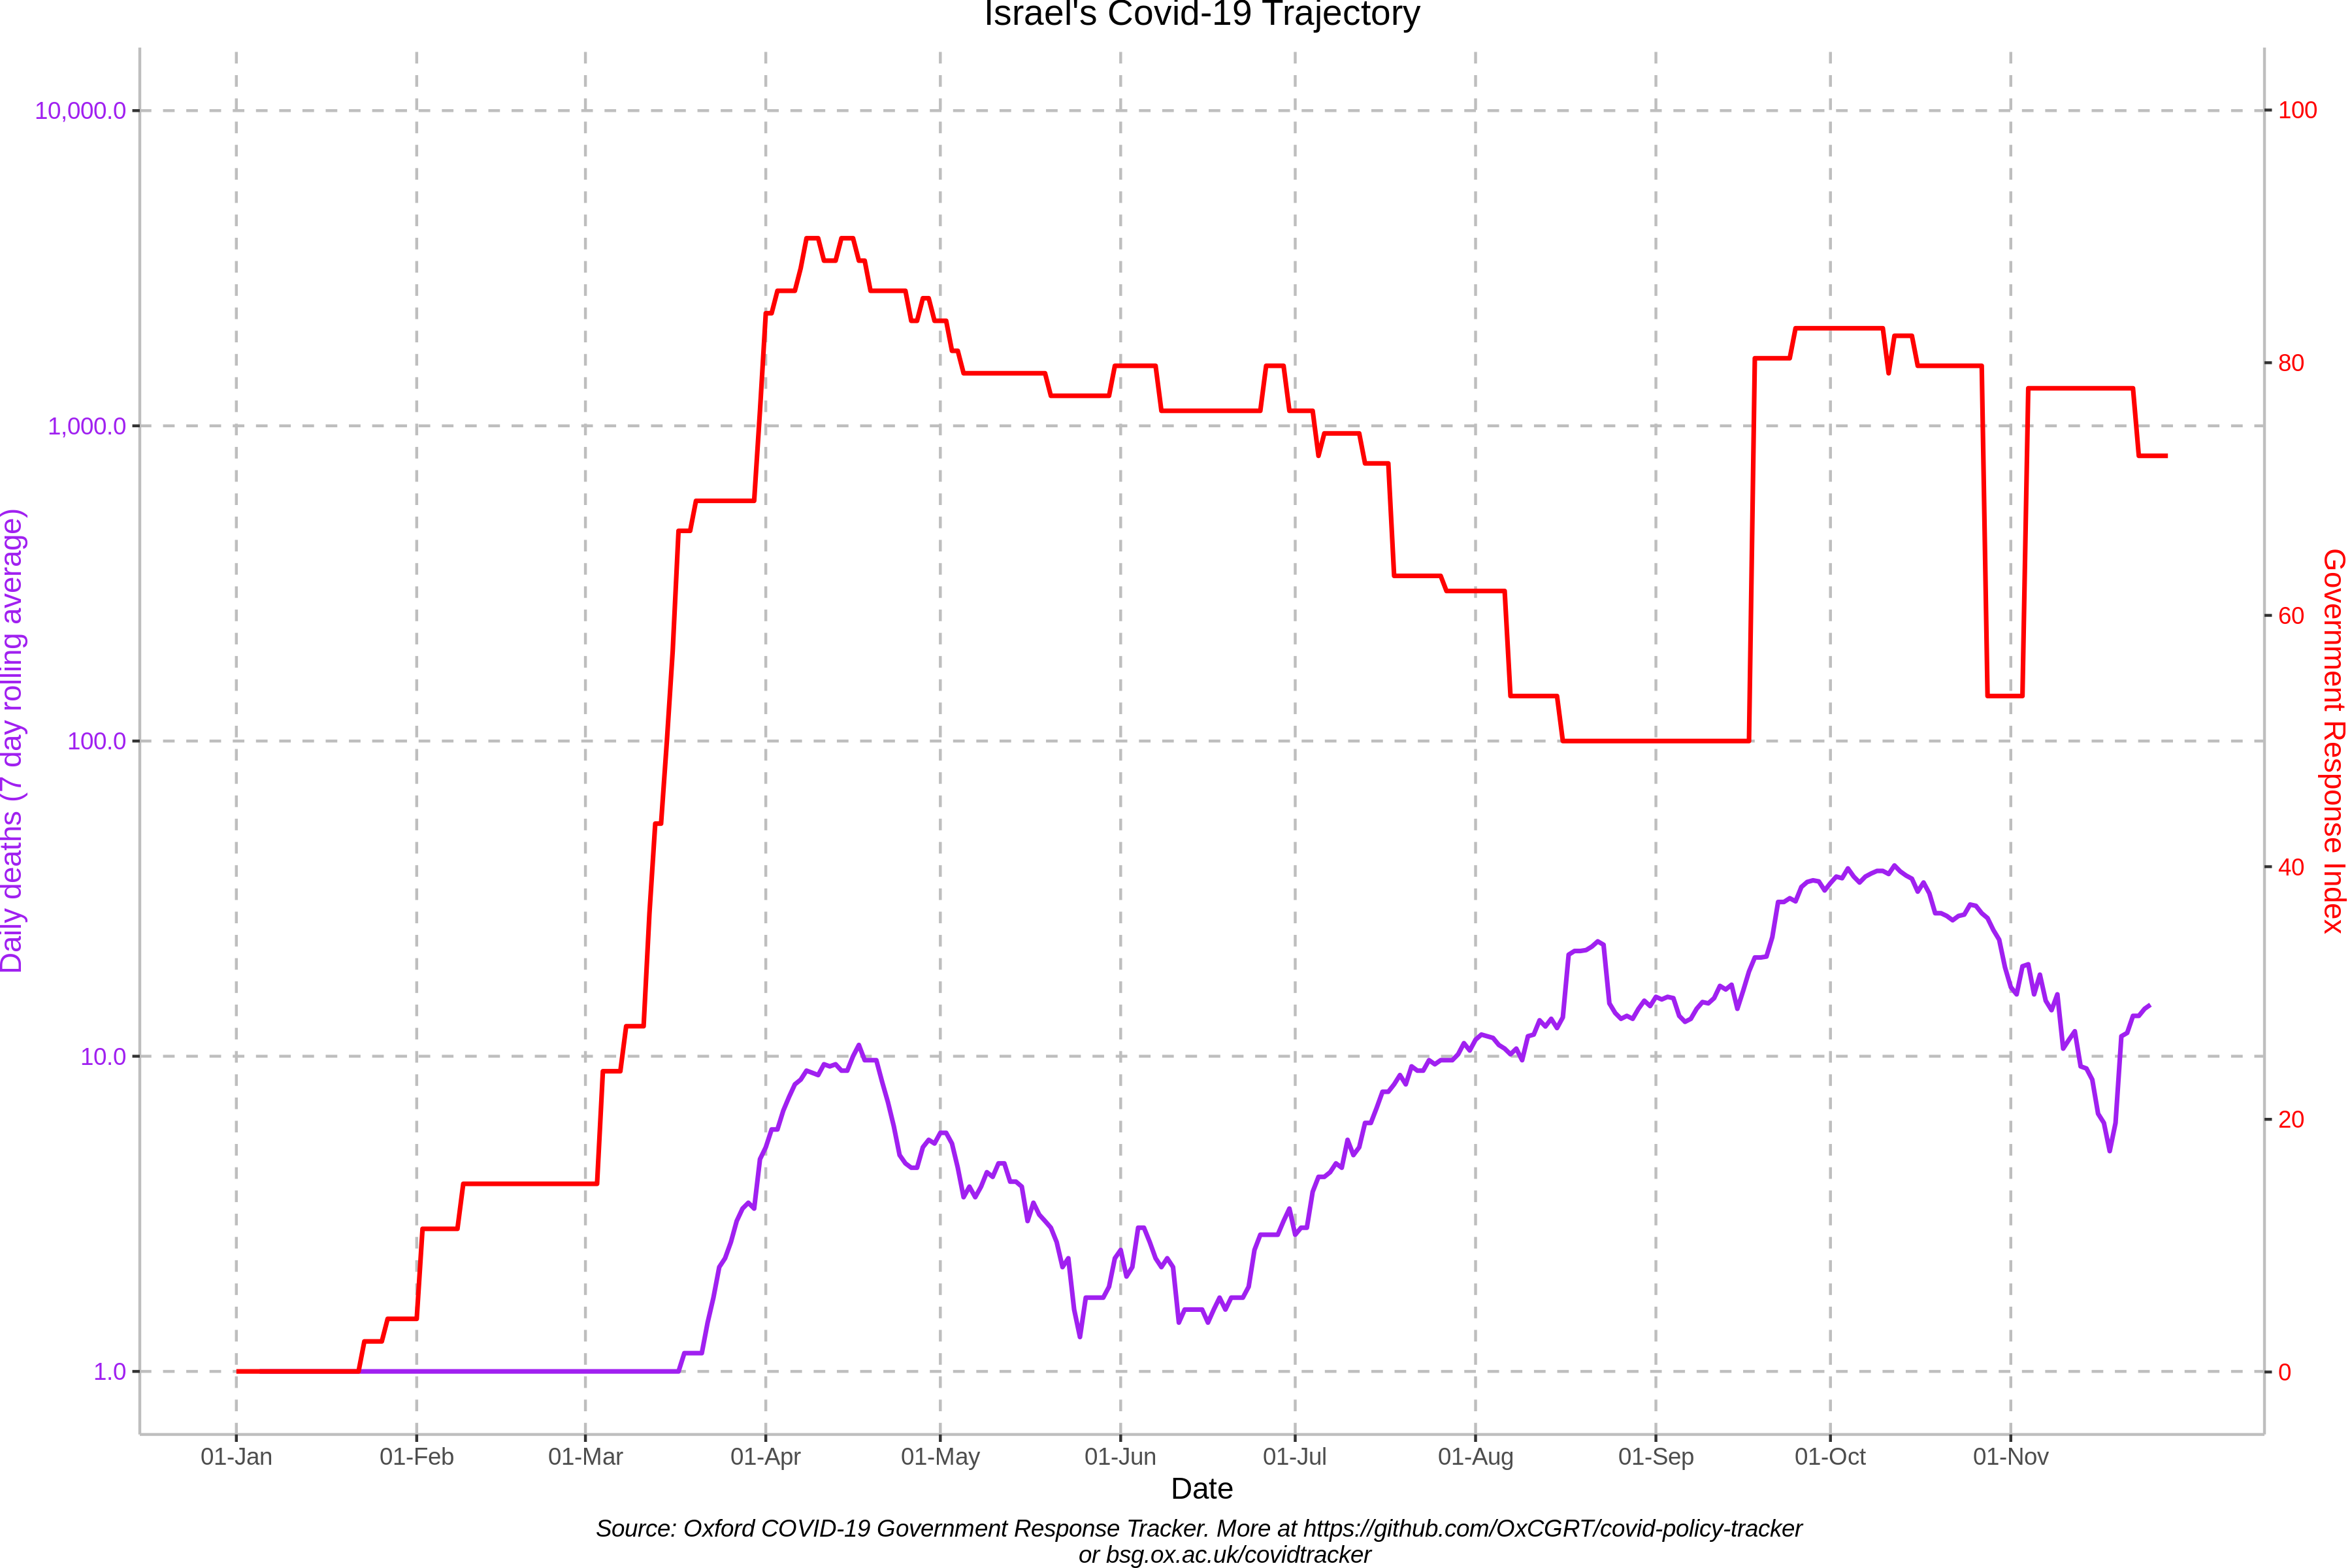 Israel's Covid-19 Trajectory
10,000.0
1,000.0
100.0
10.0
1.0
Daily deaths (7 day rolling average)
100
80
60
40
20
0
Government Response Index
01-Jan
01-Feb
01-Mar
01-Apr
01-May
01-Jun
01-Jul
01-Aug
01-Sep
01-Oct
01-Nov
Date
Source: Oxford COVID-19 Government Response Tracker. More at https://github.com/OxCGRT/covid-policy-tracker
or bsg.ox.ac.uk/covidtracker